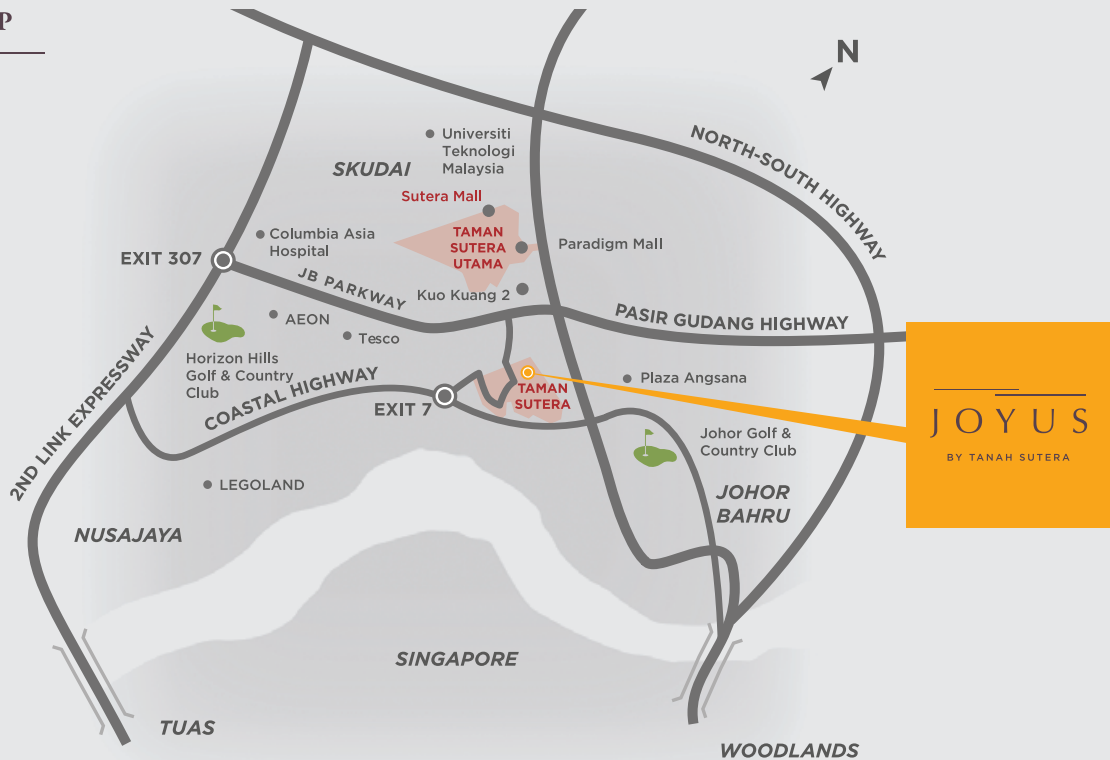 P
N
NORTH-SOUTH HIGHWAY
Universiti
Teknologi
Malaysia
SKUDAI
Sutera Mall
TAMAN
SUTERA
UTAMA
Columbia Asia
Hospital
Paradigm Mall
EXIT 307
JB PARKWAY
Kuo Kuang 2
AEON
PASIR GUDANG HIGHWAY
Tesco
Horizon Hills
Golf & Country
Club
2ND LINK EXPRESSWAY
COASTAL HIGHWAY
EXIT 7
TAMAN
SUTERA
Plaza Angsana
JOYUS
BY TANAH SUTERA
Johor Golf &
Country Club
LEGOLAND
JOHOR
BAHRU
NUSAJAYA
SINGAPORE
TUAS
WOODLANDS